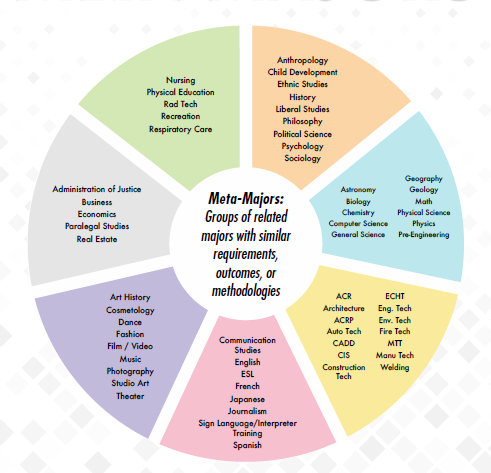 Nursing
Physical Education
Rad Tech
Recreation
Respiratory Care
Anthropology
Child Development
Ethnic Studies
History
Liberal Studies
Philosophy
Political Science
Psychology
Sociology
Astronomy
Biology
Chemistry
Computer Science
General Science
Geography
Geology
Math
Physical Science
Physics
Pre-Engineering
ACR
Architecture
ACRP
Auto Tech
CADD
CIS
Construction
Tech
ECHT
Eng. Tech
Env. Tech
Fire Tech
MTT
Manu Tech
Welding
Communication
Studies
English
ESL
French
Japanese
Journalism
Sign Language/Interpreter
Training
Spanish
Art History
Cosmetology
Dance
Fashion
Film / Video
Music
Photography
Studio Art
Theater
Administration of Justice
Business
Economics
Paralegal Studies
Real Estate
Meta-Majors:
Groups of related
majors with similar
requirements,
outcomes, or
methodologies